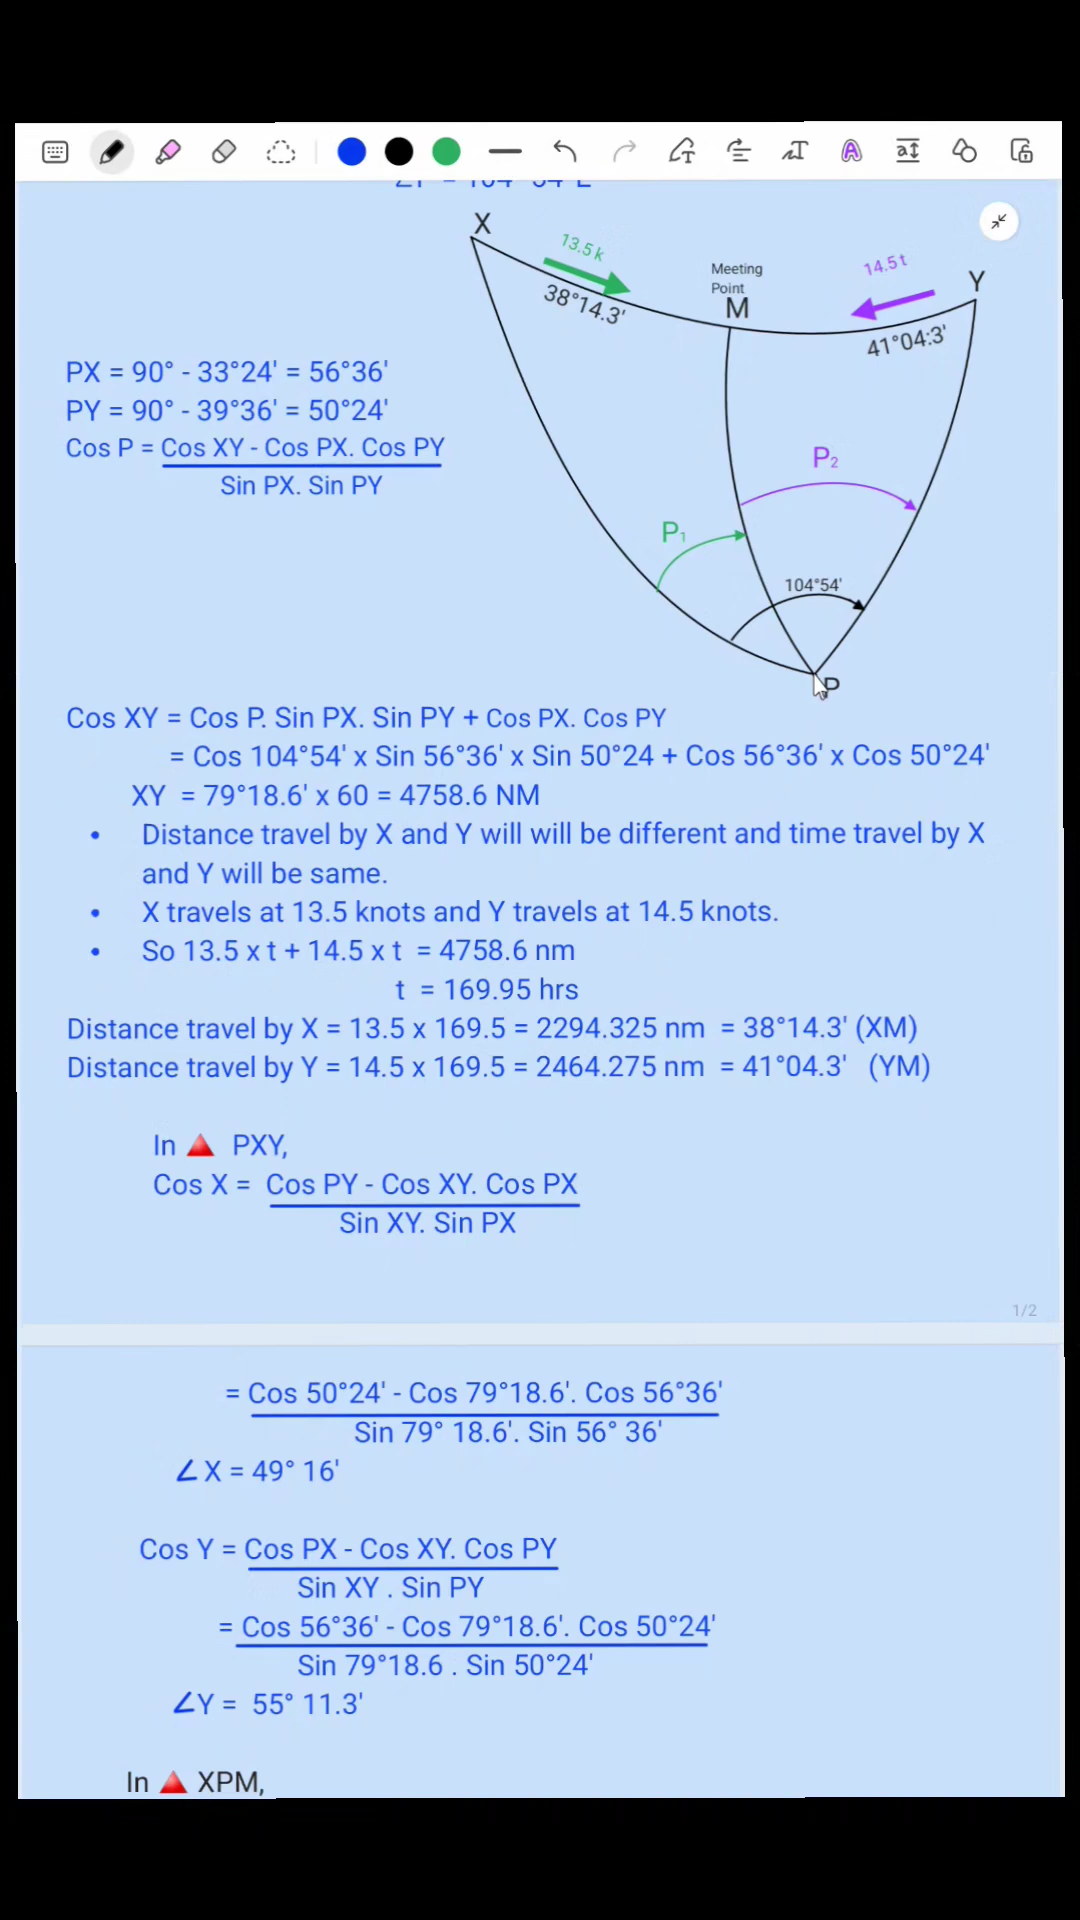 X
13.5 k
38°14.3'
Meeting
Point
M
14.5 t
Y
41°04:3'
PX = 90° - 33°24' = 56°36'
PY = 90° - 39°36' = 50°24'
Cos P = Cos XY - Cos PX. Cos PY
Sin PX. Sin PY
P₂
P₁
104°54'
P
Cos XY = Cos P. Sin PX. Sin PY + Cos PX. Cos PY
= Cos 104°54' x Sin 56°36' x Sin 50°24 + Cos 56°36' x Cos 50°24'
XY = 79°18.6' x 60 = 4758.6 NM
• Distance travel by X and Y will will be different and time travel by X
and Y will be same.
• X travels at 13.5 knots and Y travels at 14.5 knots.
• So 13.5 x t + 14.5 x t = 4758.6 nm
t = 169.95 hrs
Distance travel by X = 13.5 x 169.5 = 2294.325 nm = 38°14.3' (XM)
Distance travel by Y = 14.5 x 169.5 = 2464.275 nm = 41°04.3' (YM)
In 🔺 PXY,
Cos X = Cos PY - Cos XY. Cos PX
Sin XY. Sin PX
1/2
= Cos 50°24' - Cos 79°18.6'. Cos 56°36'
Sin 79° 18.6'. Sin 56° 36'
∠X = 49° 16'
Cos Y = Cos PX - Cos XY. Cos PY
Sin XY . Sin PY
= Cos 56°36' - Cos 79°18.6'. Cos 50°24'
Sin 79°18.6 . Sin 50°24'
∠Y = 55° 11.3'
In 🔺 XPM,